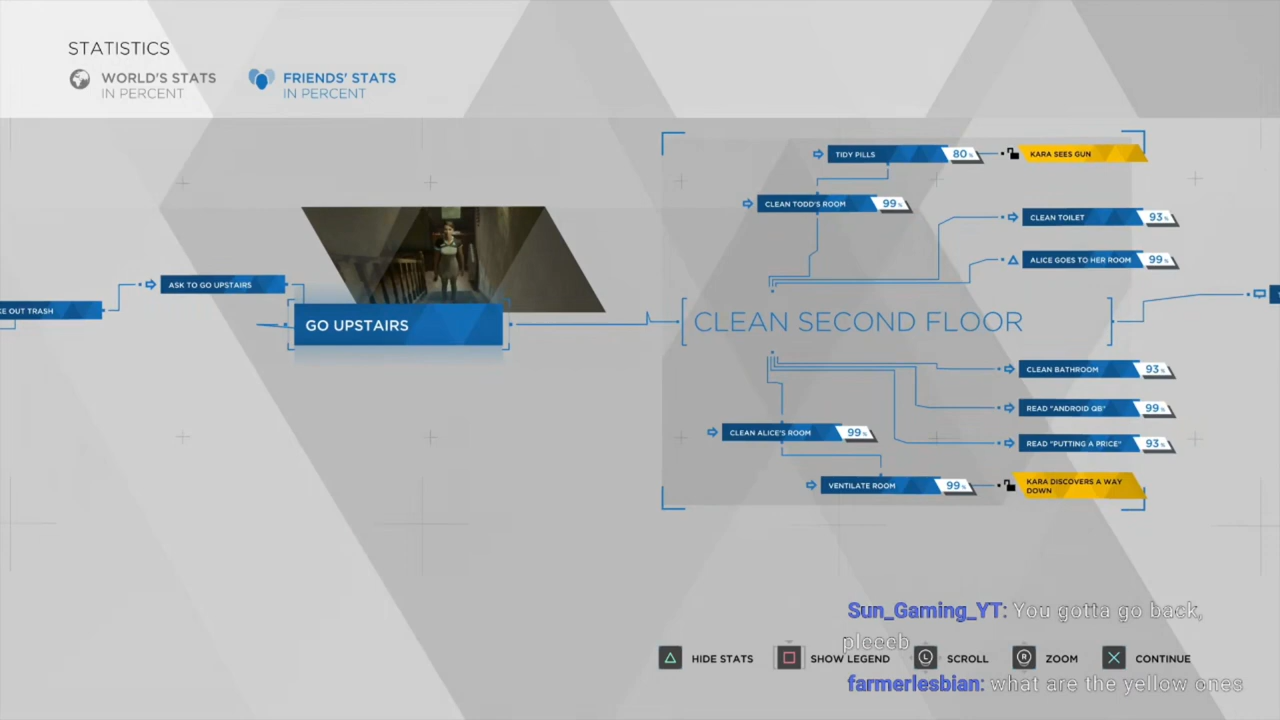 STATISTICS
WORLD'S STATS
IN PERCENT
FRIENDS' STATS
IN PERCENT
TIDY PILLS 80%
KARA SEES GUN
CLEAN TODD'S ROOM 99%
CLEAN TOILET 93%
ALICE GOES TO HER ROOM 99%
ASK TO GO UPSTAIRS
E OUT TRASH
GO UPSTAIRS
CLEAN SECOND FLOOR
CLEAN BATHROOM 93%
READ "ANDROID QB" 99%
CLEAN ALICE'S ROOM 99%
READ "PUTTING A PRICE" 93%
VENTILATE ROOM 99%
KARA DISCOVERS A WAY
DOWN
Sun_Gaming_YT: You gotta go back,
pleeeb
HIDE STATS
SHOW LEGEND
L SCROLL
R ZOOM
CONTINUE
farmerlesbian: what are the yellow ones